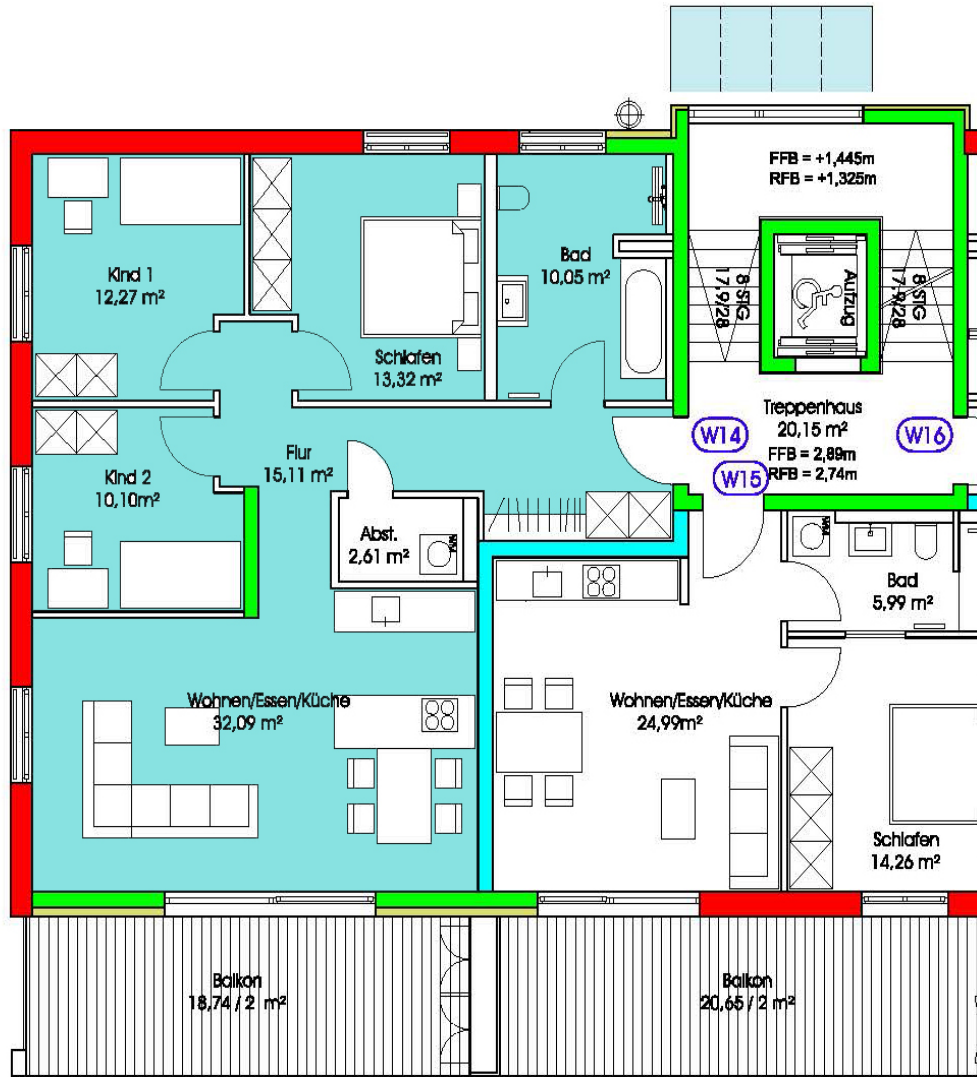 FFB = +1,445m
RFB = +1,325m
Kind 1
12,27 m²
Bad
10,05 m²
8 STG
17,9/28
Aufzug
8 STG
17,9/28
Schlafen
13,32 m²
Treppenhaus
20,15 m²
FFB = 2,89m
RFB = 2,74m
W14
W15
W16
Flur
15,11 m²
Kind 2
10,10m²
Abst.
2,61 m²
Bad
5,99 m²
Wohnen/Essen/Küche
32,09 m²
Wohnen/Essen/Küche
24,99m²
Schlafen
14,26 m²
Balkon
18,74 / 2 m²
Balkon
20,65 / 2 m²